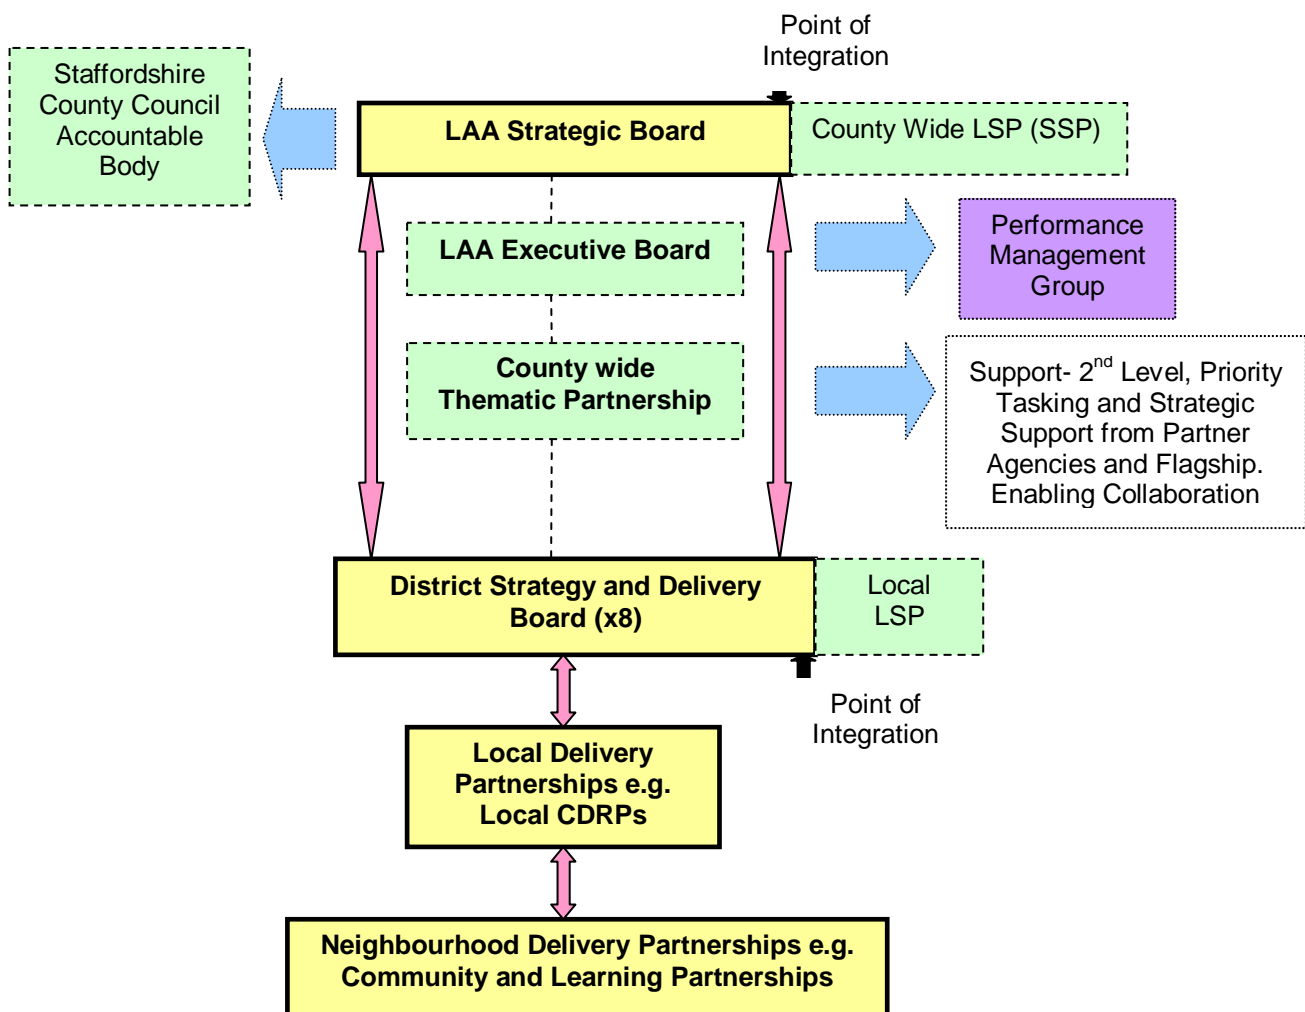 Point of
Integration
Staffordshire
County Council
Accountable
Body
LAA Strategic Board
County Wide LSP (SSP)
LAA Executive Board
Performance
Management
Group
County wide
Thematic Partnership
Support- 2nd Level, Priority
Tasking and Strategic
Support from Partner
Agencies and Flagship.
Enabling Collaboration
District Strategy and Delivery
Board (x8)
Local
LSP
Point of
Integration
Local Delivery
Partnerships e.g.
Local CDRPs
Neighbourhood Delivery Partnerships e.g.
Community and Learning Partnerships